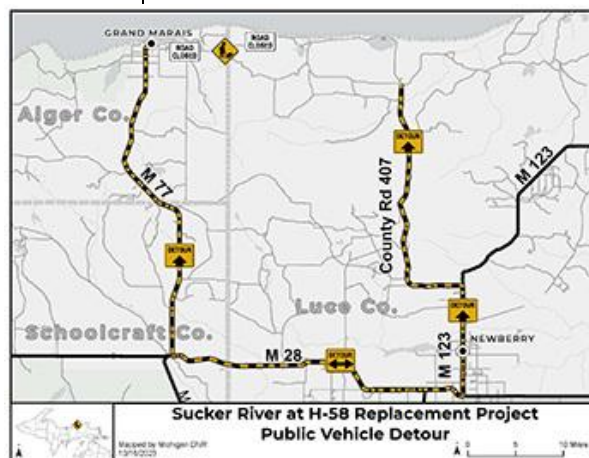 GRAND MARAIS
ROAD
CLOSED
ROAD
CLOSED
Alger Co.
M 77
DETOUR
County Rd 407
M 123
DETOUR
Luce Co.
DETOUR
Schoolcraft Co.
M 28
DETOUR
M 123
NEWBERRY
M
Sucker River at H-58 Replacement Project
Public Vehicle Detour
Mapped by Michigan DNR
0 5 10 Miles